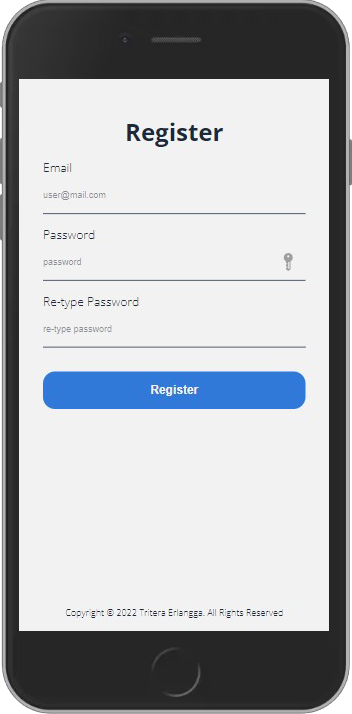 Register
Email
user@mail.com
Password
password
Re-type Password
re-type password
Register
Copyright © 2022 Tritera Erlangga. All Rights Reserved